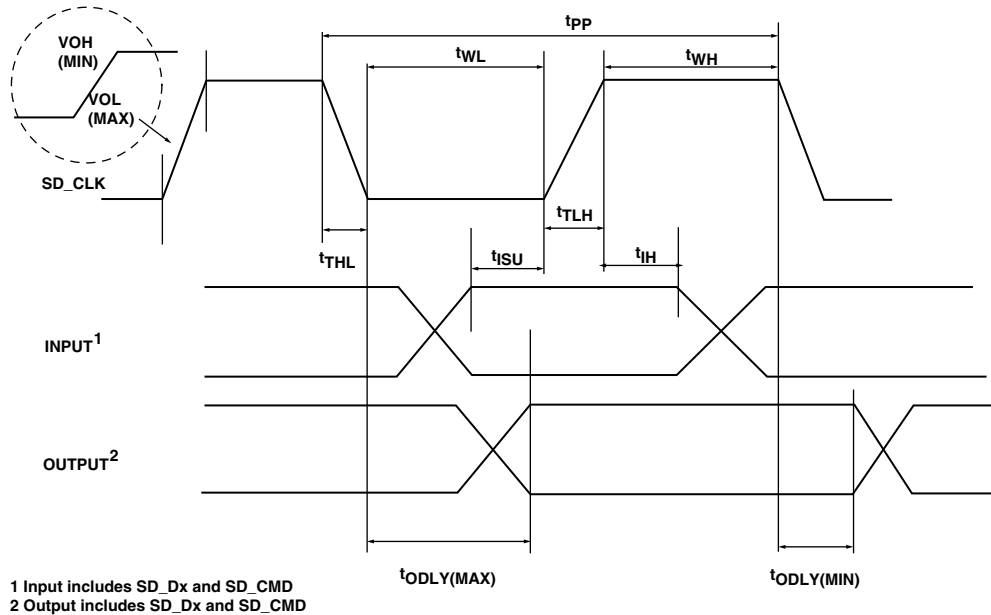 tPP
VOH
(MIN)
tWL
tWH
VOL
(MAX)
SD_CLK
tTLH
tTHL
tISU
tIH
INPUT1
OUTPUT2
tODLY(MAX)
tODLY(MIN)
1 Input includes SD_Dx and SD_CMD
2 Output includes SD_Dx and SD_CMD